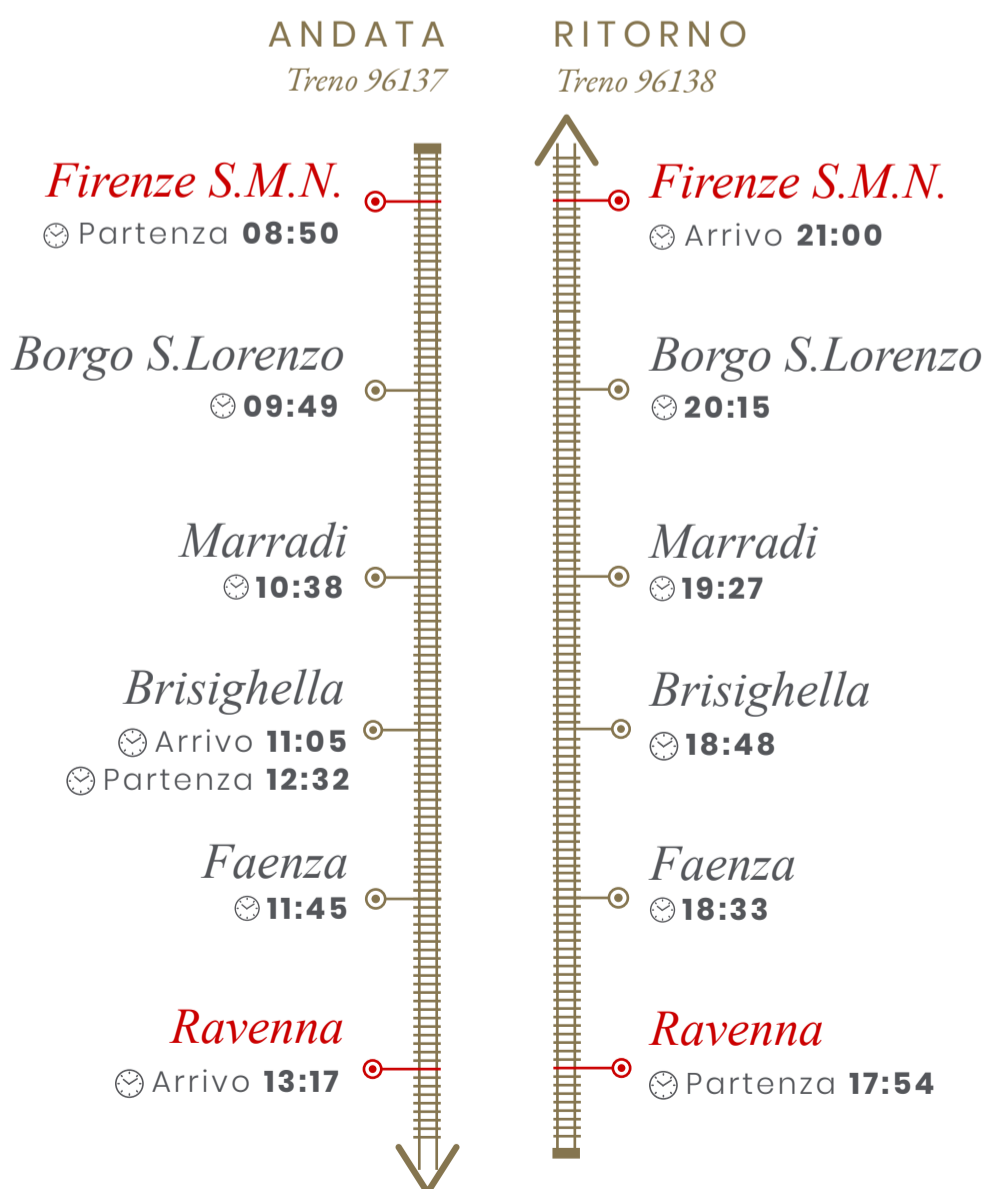 ANDATA
Treno 96137
Firenze S.M.N.
Partenza 08:50
Borgo S.Lorenzo
09:49
Marradi
10:38
Brisighella
Arrivo 11:05
Partenza 12:32
Faenza
11:45
Ravenna
Arrivo 13:17
RITORNO
Treno 96138
Firenze S.M.N.
Arrivo 21:00
Borgo S.Lorenzo
20:15
Marradi
19:27
Brisighella
18:48
Faenza
18:33
Ravenna
Partenza 17:54